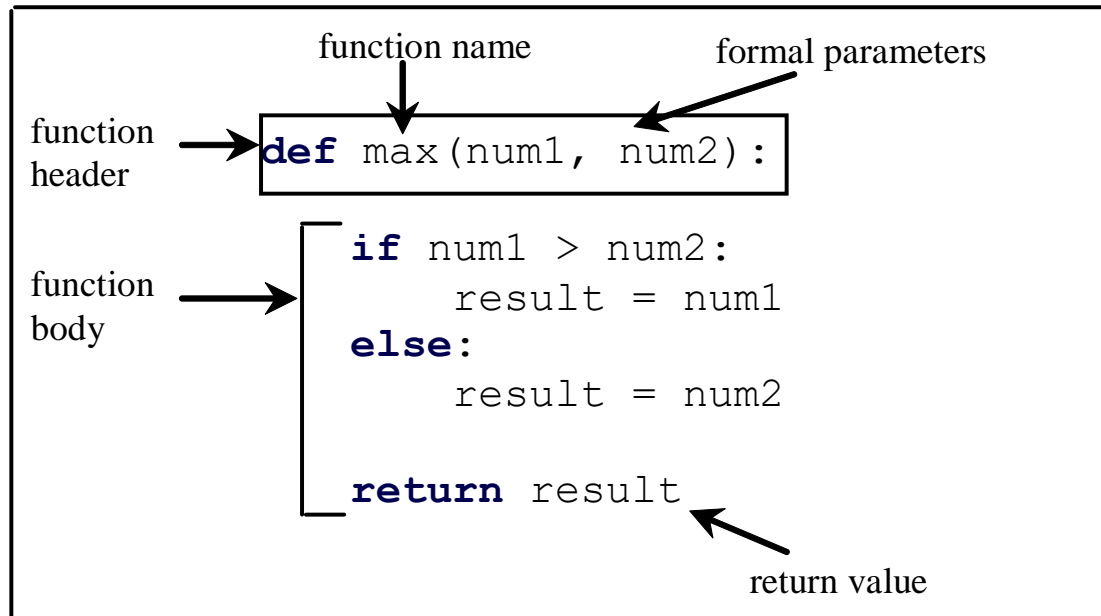 function name
formal parameters
function
header
def max(num1, num2):
function
body
if num1 > num2:
result = num1
else:
result = num2
return result
return value